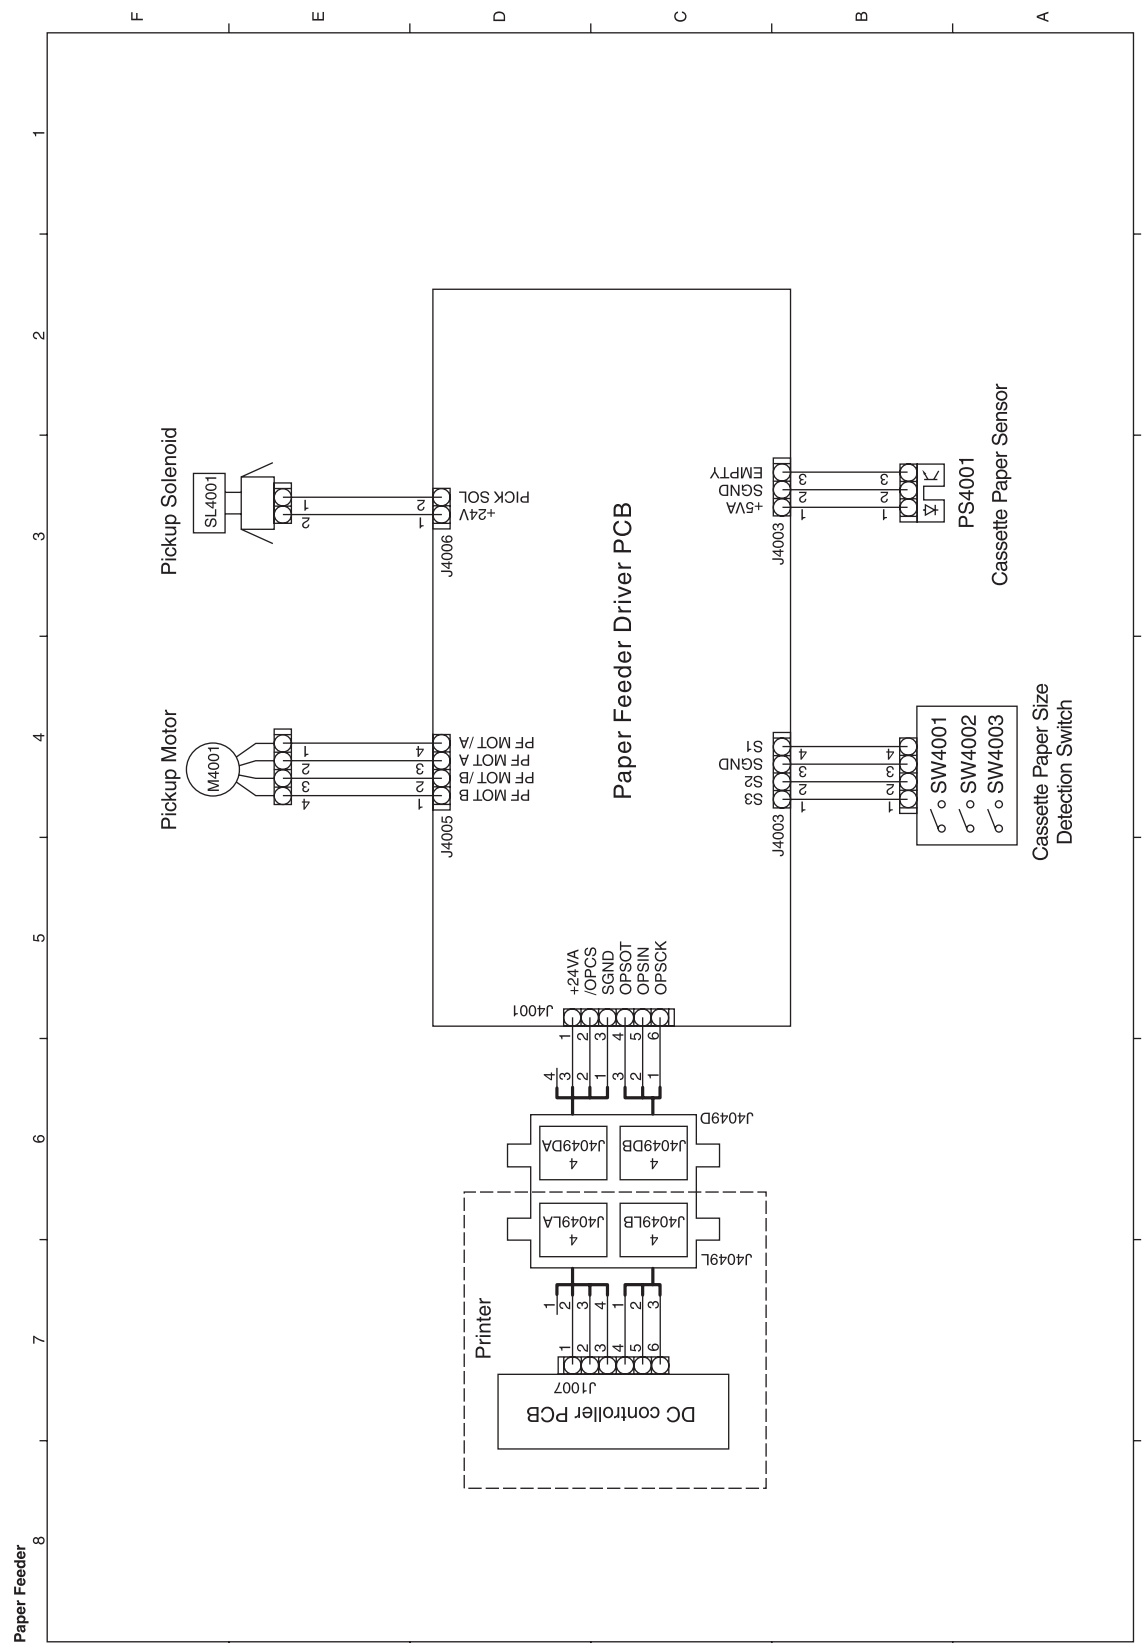 Paper Feeder
F
E
D
C
B
A
1
2
3
4
5
6
7
8
Pickup Solenoid
SL4001
1
2
2
1
PICK SOL
+24V
J4006
Pickup Motor
M4001
1
2
3
4
4
3
2
1
PF MOT /A
PF MOT A
PF MOT /B
PF MOT B
J4005
Paper Feeder Driver PCB
EMPTY
SGND
+5VA
J4003
3
2
1
3
2
1
PS4001
Cassette Paper Sensor
S1
SGND
S2
S3
J4003
4
3
2
1
4
3
2
1
SW4001
SW4002
SW4003
Cassette Paper Size
Detection Switch
J4001
+24VA
/OPCS
SGND
OPSOT
OPSIN
OPSCK
1
2
3
4
5
6
4
3
2
1
3
2
1
J4049D
J4049DA
4
J4049DB
4
J4049LA
4
J4049LB
4
J4049L
Printer
1
2
3
4
1
2
3
1
2
3
4
5
6
J1007
DC controller PCB